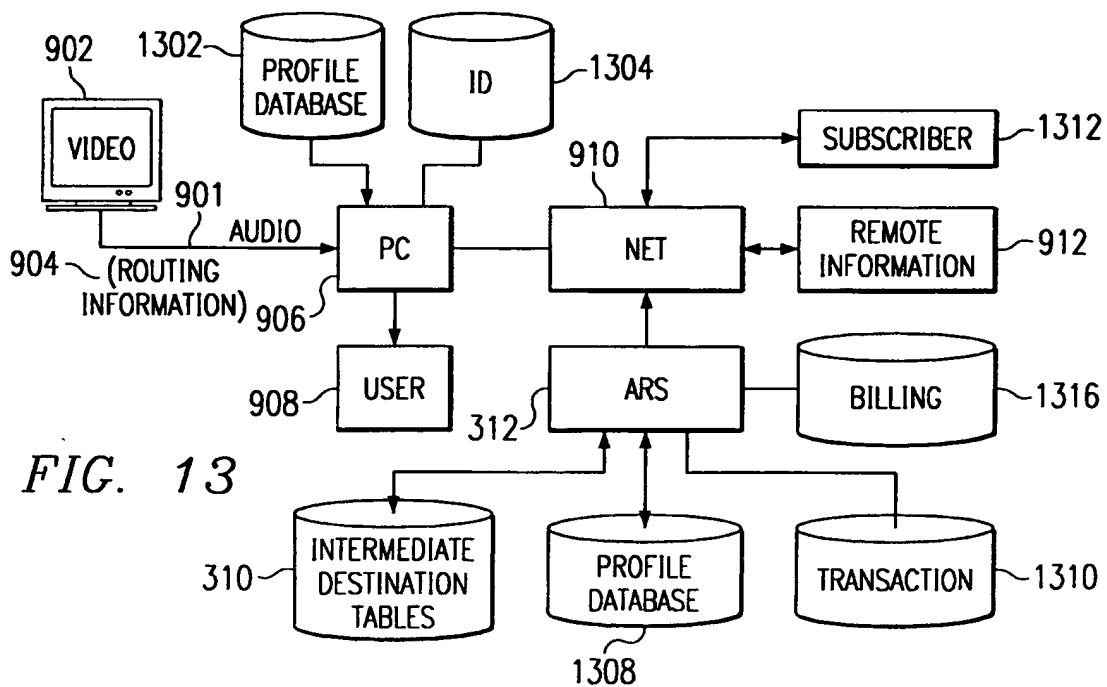 1302
1304
902
PROFILE
DATABASE
ID
VIDEO
910
SUBSCRIBER
1312
901
AUDIO
904
(ROUTING
INFORMATION)
PC
906
NET
REMOTE
INFORMATION
912
USER
908
ARS
312
BILLING
1316
FIG. 13
310
INTERMEDIATE
DESTINATION
TABLES
PROFILE
DATABASE
1308
TRANSACTION
1310